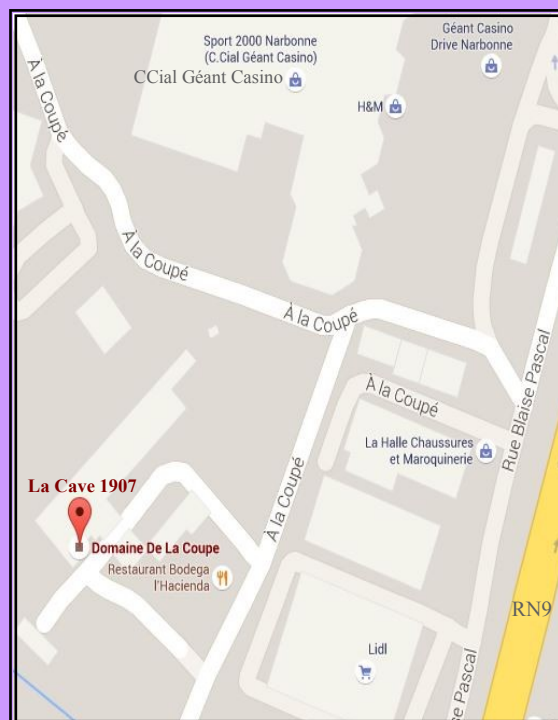 Géant Casino
Drive Narbonne
Sport 2000 Narbonne
(C.Cial Géant Casino)
CCial Géant Casino
H&M
À la Coupé
À la Coupé
À la Coupé
À la Coupé
Rue Blaise Pascal
La Halle Chaussures
et Maroquinerie
À la Coupé
La Cave 1907
Domaine De La Coupe
Restaurant Bodega
l'Hacienda
RN9
Lidl
se Pascal